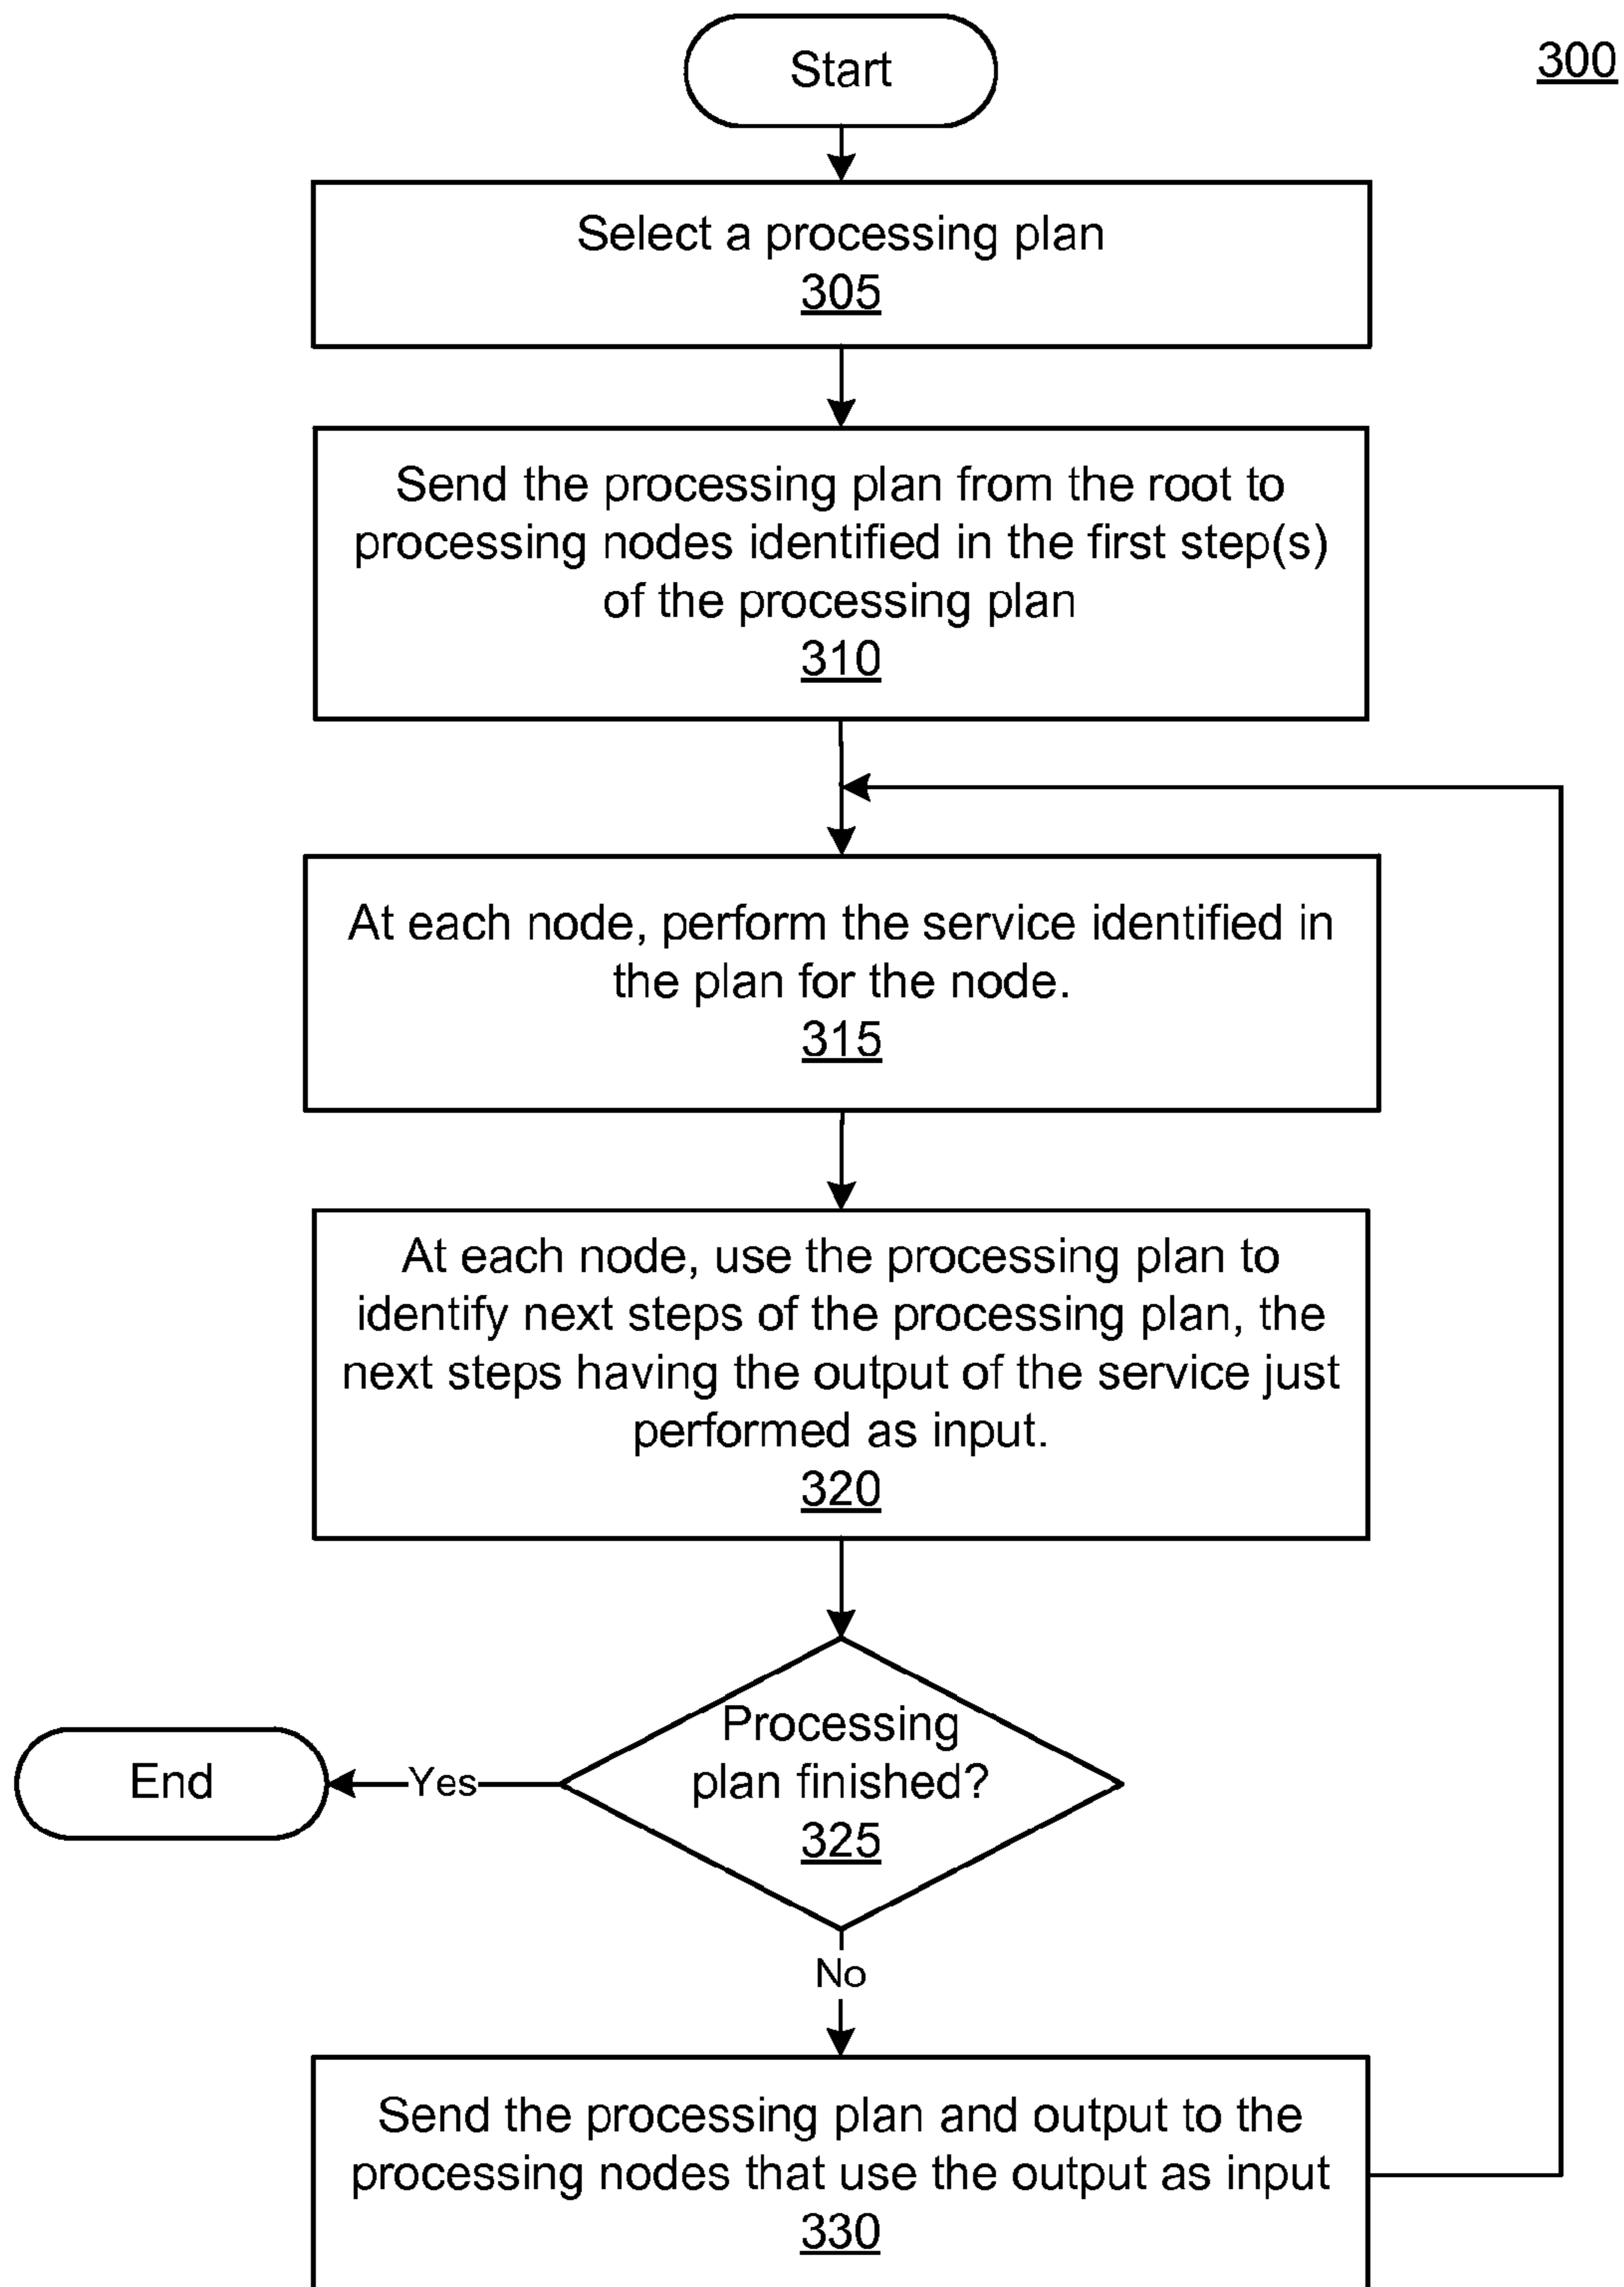 Start
300
Select a processing plan
305
Send the processing plan from the root to
processing nodes identified in the first step(s)
of the processing plan
310
At each node, perform the service identified in
the plan for the node.
315
At each node, use the processing plan to
identify next steps of the processing plan, the
next steps having the output of the service just
performed as input.
320
Processing
plan finished?
325
Yes
End
No
Send the processing plan and output to the
processing nodes that use the output as input
330